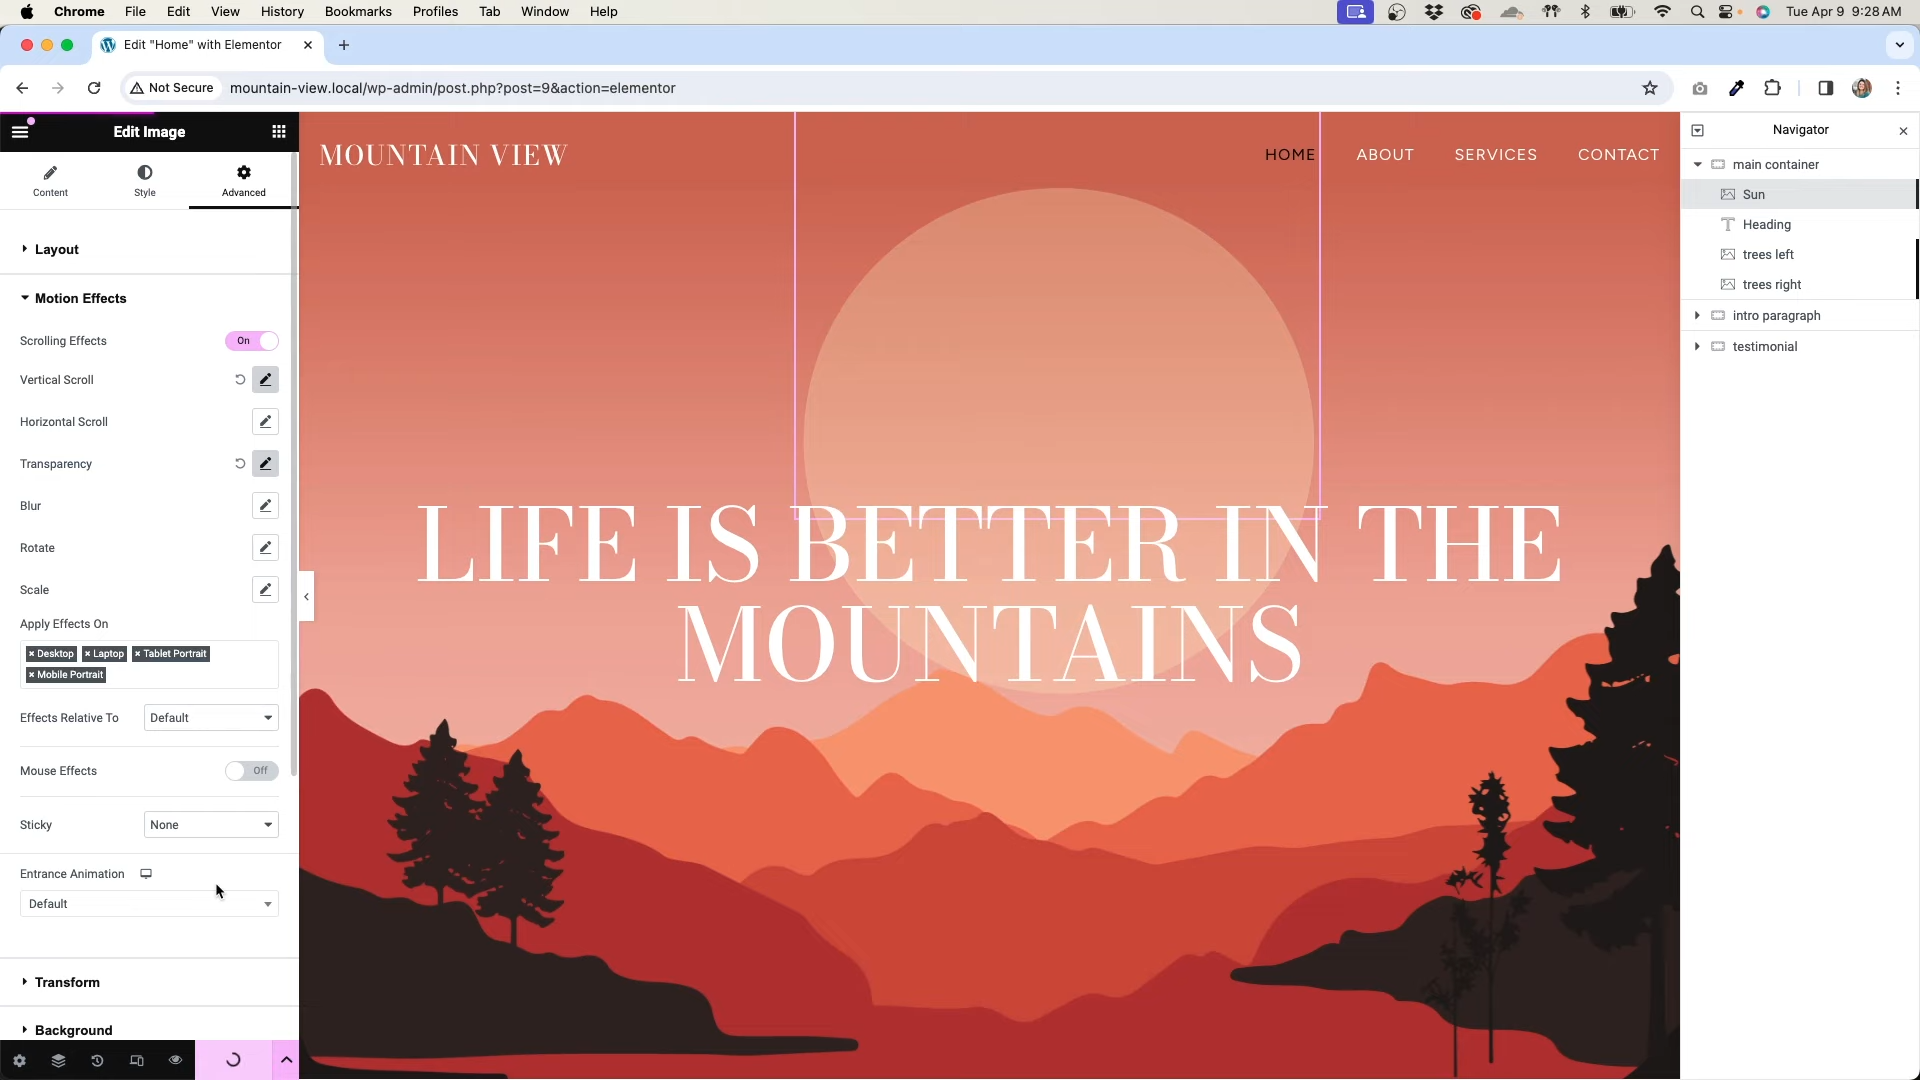 Chrome File Edit View History Bookmarks Profiles Tab Window Help Tue Apr 9 9:28 AM
Edit "Home" with Elementor
Not Secure mountain-view.local/wp-admin/post.php?post=9&action=elementor
Edit Image
Content Style Advanced
Layout
Motion Effects
Scrolling Effects On
Vertical Scroll
Horizontal Scroll
Transparency
Blur
Rotate
Scale
Apply Effects On
× Desktop × Laptop × Tablet Portrait
× Mobile Portrait
Effects Relative To Default
Mouse Effects Off
Sticky None
Entrance Animation
Default
Transform
Background
MOUNTAIN VIEW HOME ABOUT SERVICES CONTACT
LIFE IS BETTER IN THE
MOUNTAINS
Navigator
main container
Sun
Heading
trees left
trees right
intro paragraph
testimonial